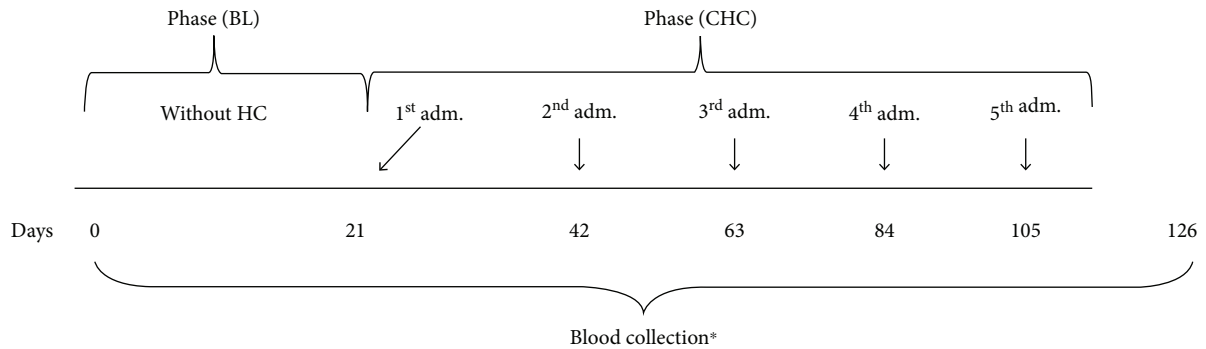 Phase (BL) Phase (CHC)
Without HC 1st adm. 2nd adm. 3rd adm. 4th adm. 5th adm.
Days 0 21 42 63 84 105 126
Blood collection*